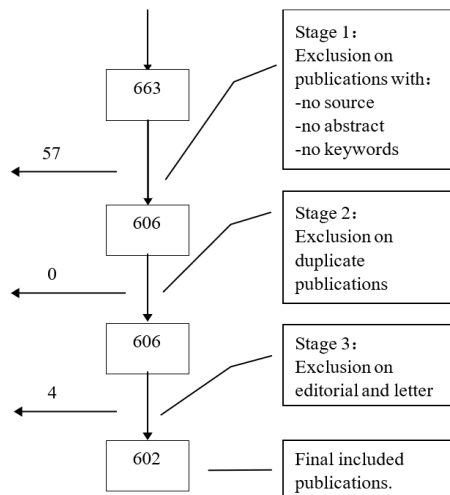 663
Stage 1：
Exclusion on
publications with：
-no source
-no abstract
-no keywords
57
606
Stage 2：
Exclusion on
duplicate
publications
0
606
Stage 3：
Exclusion on
editorial and letter
4
602
Final included
publications.